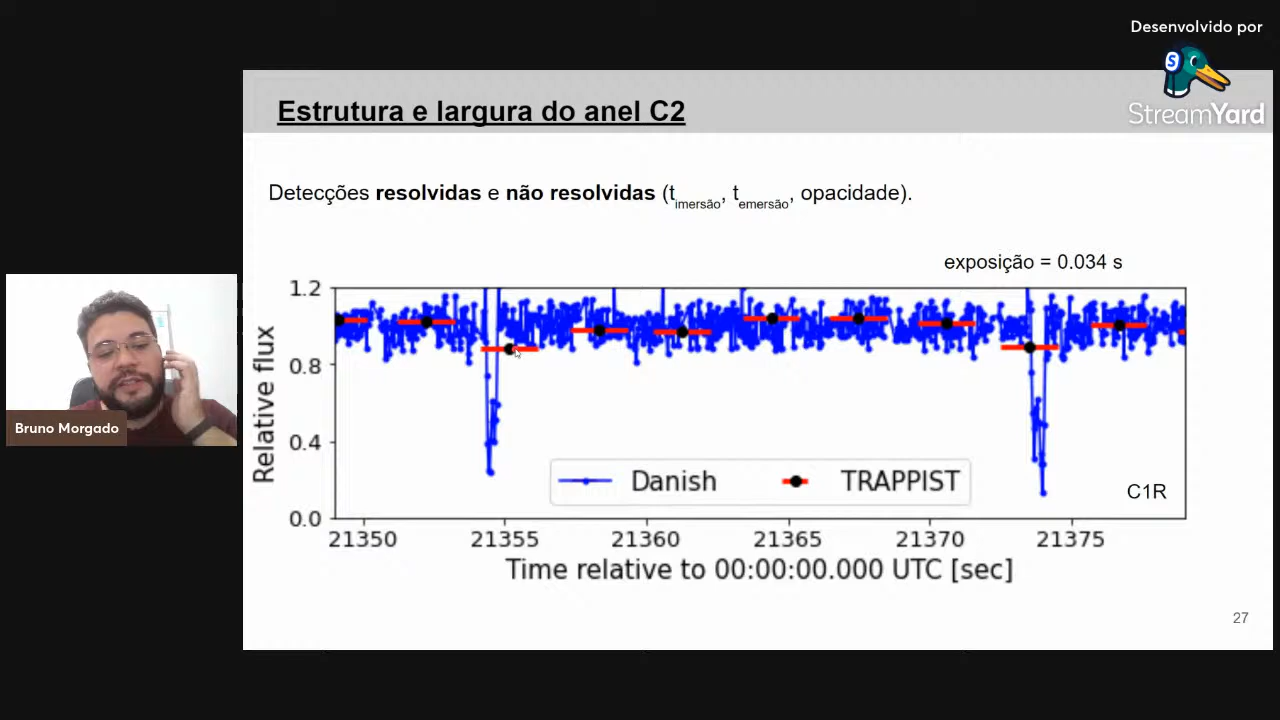 Desenvolvido por
StreamYard
Estrutura e largura do anel C2
Detecções resolvidas e não resolvidas (t imersão, t emersão, opacidade).
exposição = 0.034 s
1.2
0.8
0.4
0.0
Relative flux
Danish
TRAPPIST
C1R
21350
21355
21360
21365
21370
21375
Time relative to 00:00:00.000 UTC [sec]
Bruno Morgado
27